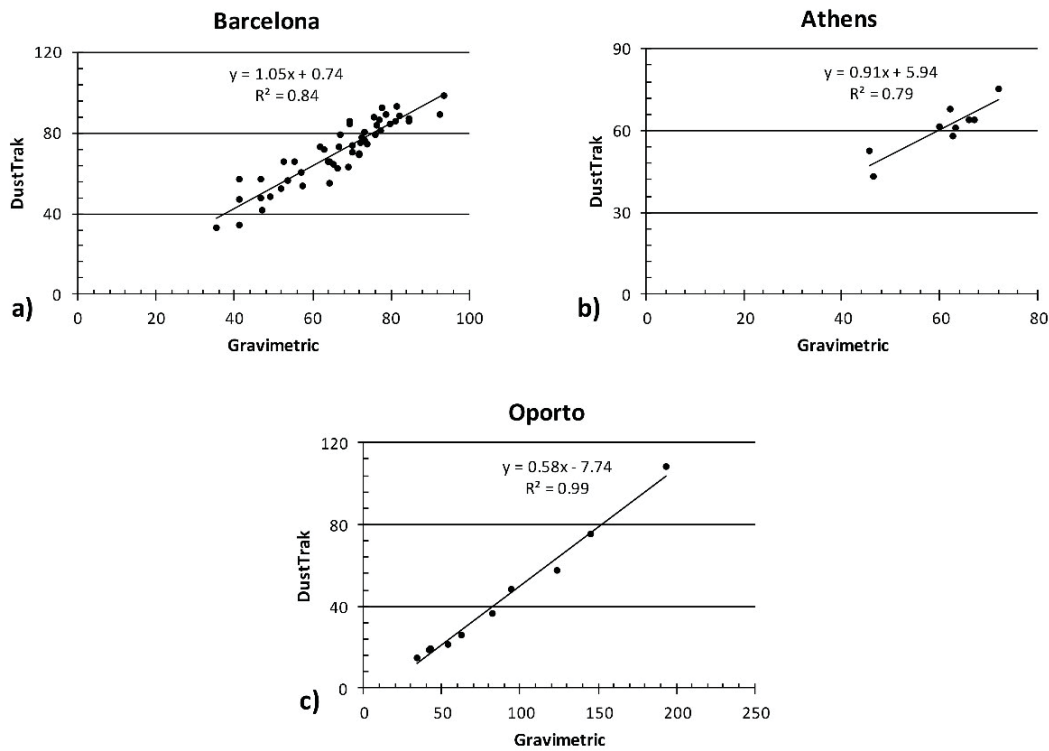 Barcelona
120
y = 1.05x + 0.74
R² = 0.84
80
DustTrak
40
0
0 20 40 60 80 100
a)
Gravimetric
Athens
90
y = 0.91x + 5.94
R² = 0.79
60
DustTrak
30
0
0 20 40 60 80
b)
Gravimetric
Oporto
120
y = 0.58x - 7.74
R² = 0.99
80
DustTrak
40
0
0 50 100 150 200 250
c)
Gravimetric